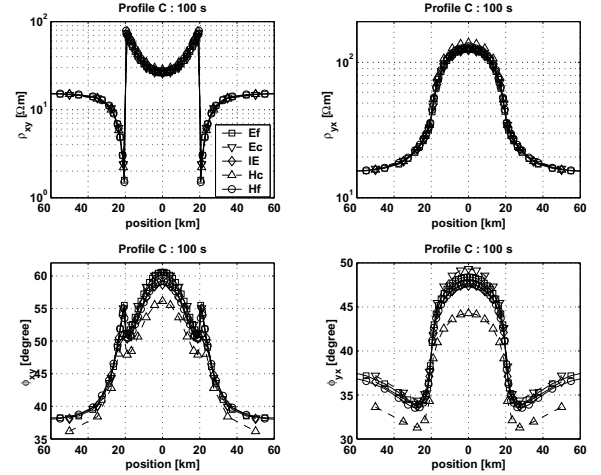 Profile C : 100 s
Profile C : 100 s
10²
10¹
10⁰
ρxy [Ωm]
Ef
Ec
IE
Hc
Hf
60 40 20 0 20 40 60
position [km]
10²
10¹
ρyx [Ωm]
60 40 20 0 20 40 60
position [km]
Profile C : 100 s
Profile C : 100 s
60
55
50
45
40
35
ϕxy [degree]
60 40 20 0 20 40 60
position [km]
50
45
40
35
30
ϕyx [degree]
60 40 20 0 20 40 60
position [km]